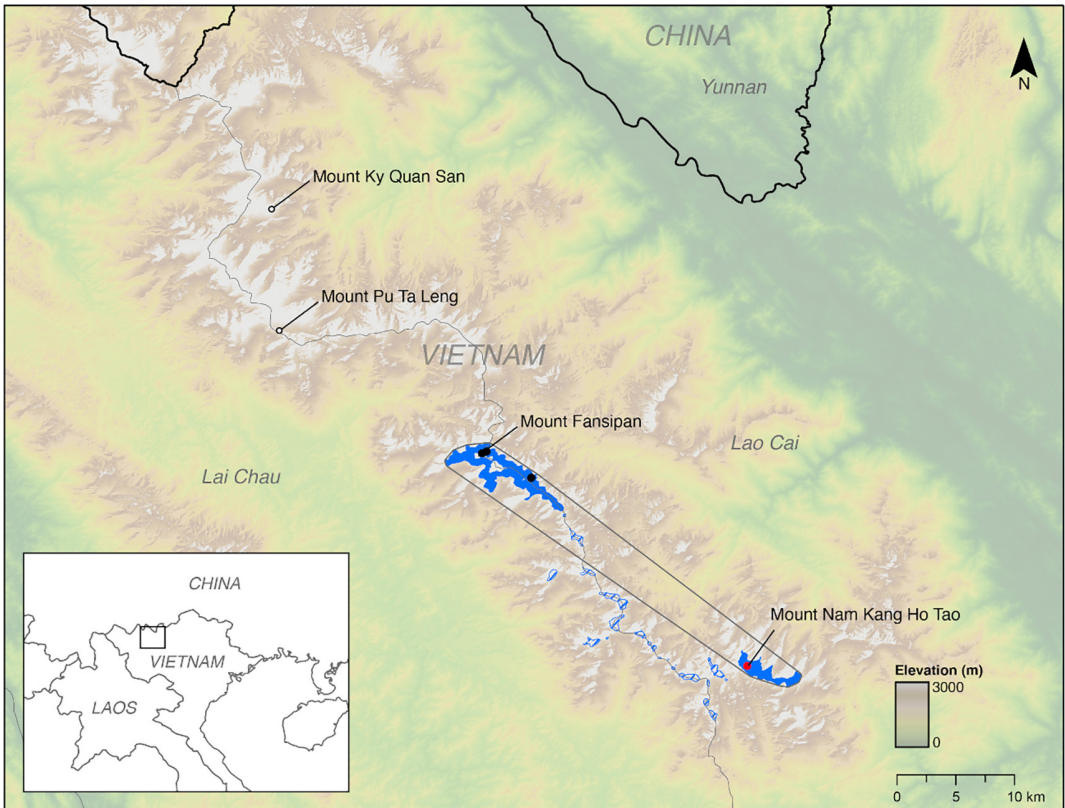 CHINA
Yunnan
N
Mount Ky Quan San
Mount Pu Ta Leng
VIETNAM
Mount Fansipan
Lao Cai
Lai Chau
Mount Nam Kang Ho Tao
CHINA
VIETNAM
LAOS
Elevation (m)
3000
0
0 5 10 km